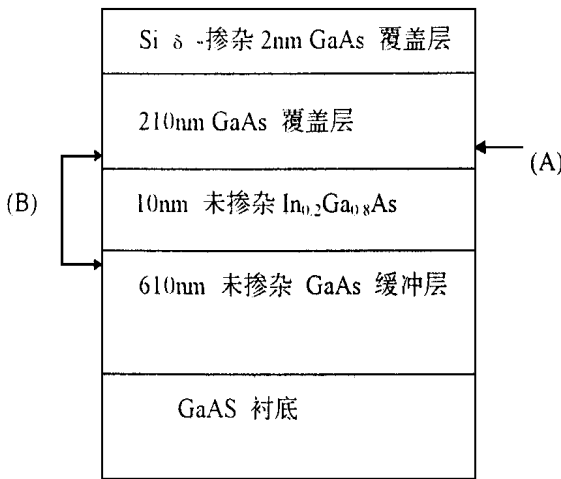 Si δ -掺杂 2nm GaAs 覆盖层
210nm GaAs 覆盖层
(A)
(B)
10nm 未掺杂 In0.2Ga0.8As
610nm 未掺杂 GaAs 缓冲层
GaAS 衬底